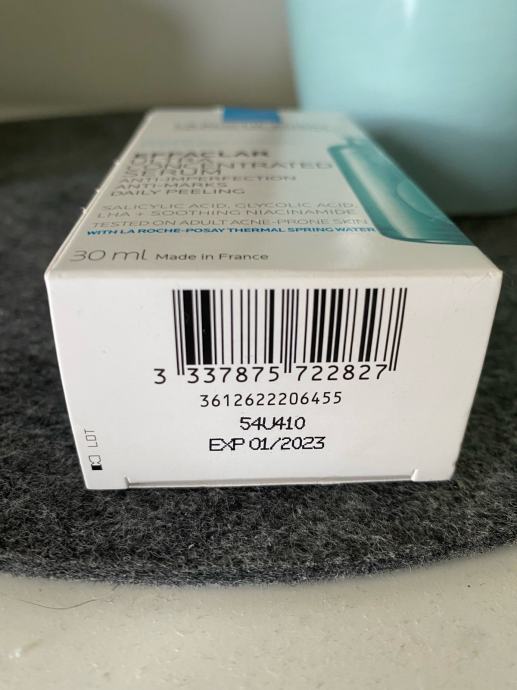 EFFACLAR
ULTRA CONCENTRATED
SERUM
ANTI-IMPERFECTION
ANTI-MARKS
DAILY PEELING
SALICYLIC ACID, GLYCOLIC ACID,
LHA + SOOTHING NIACINAMIDE
TESTED ON ADULT ACNE-PRONE SKIN
WITH LA ROCHE-POSAY THERMAL SPRING WATER
30 ml Made in France
3 337875 722827
3612622206455
54U410
EXP 01/2023
LOT